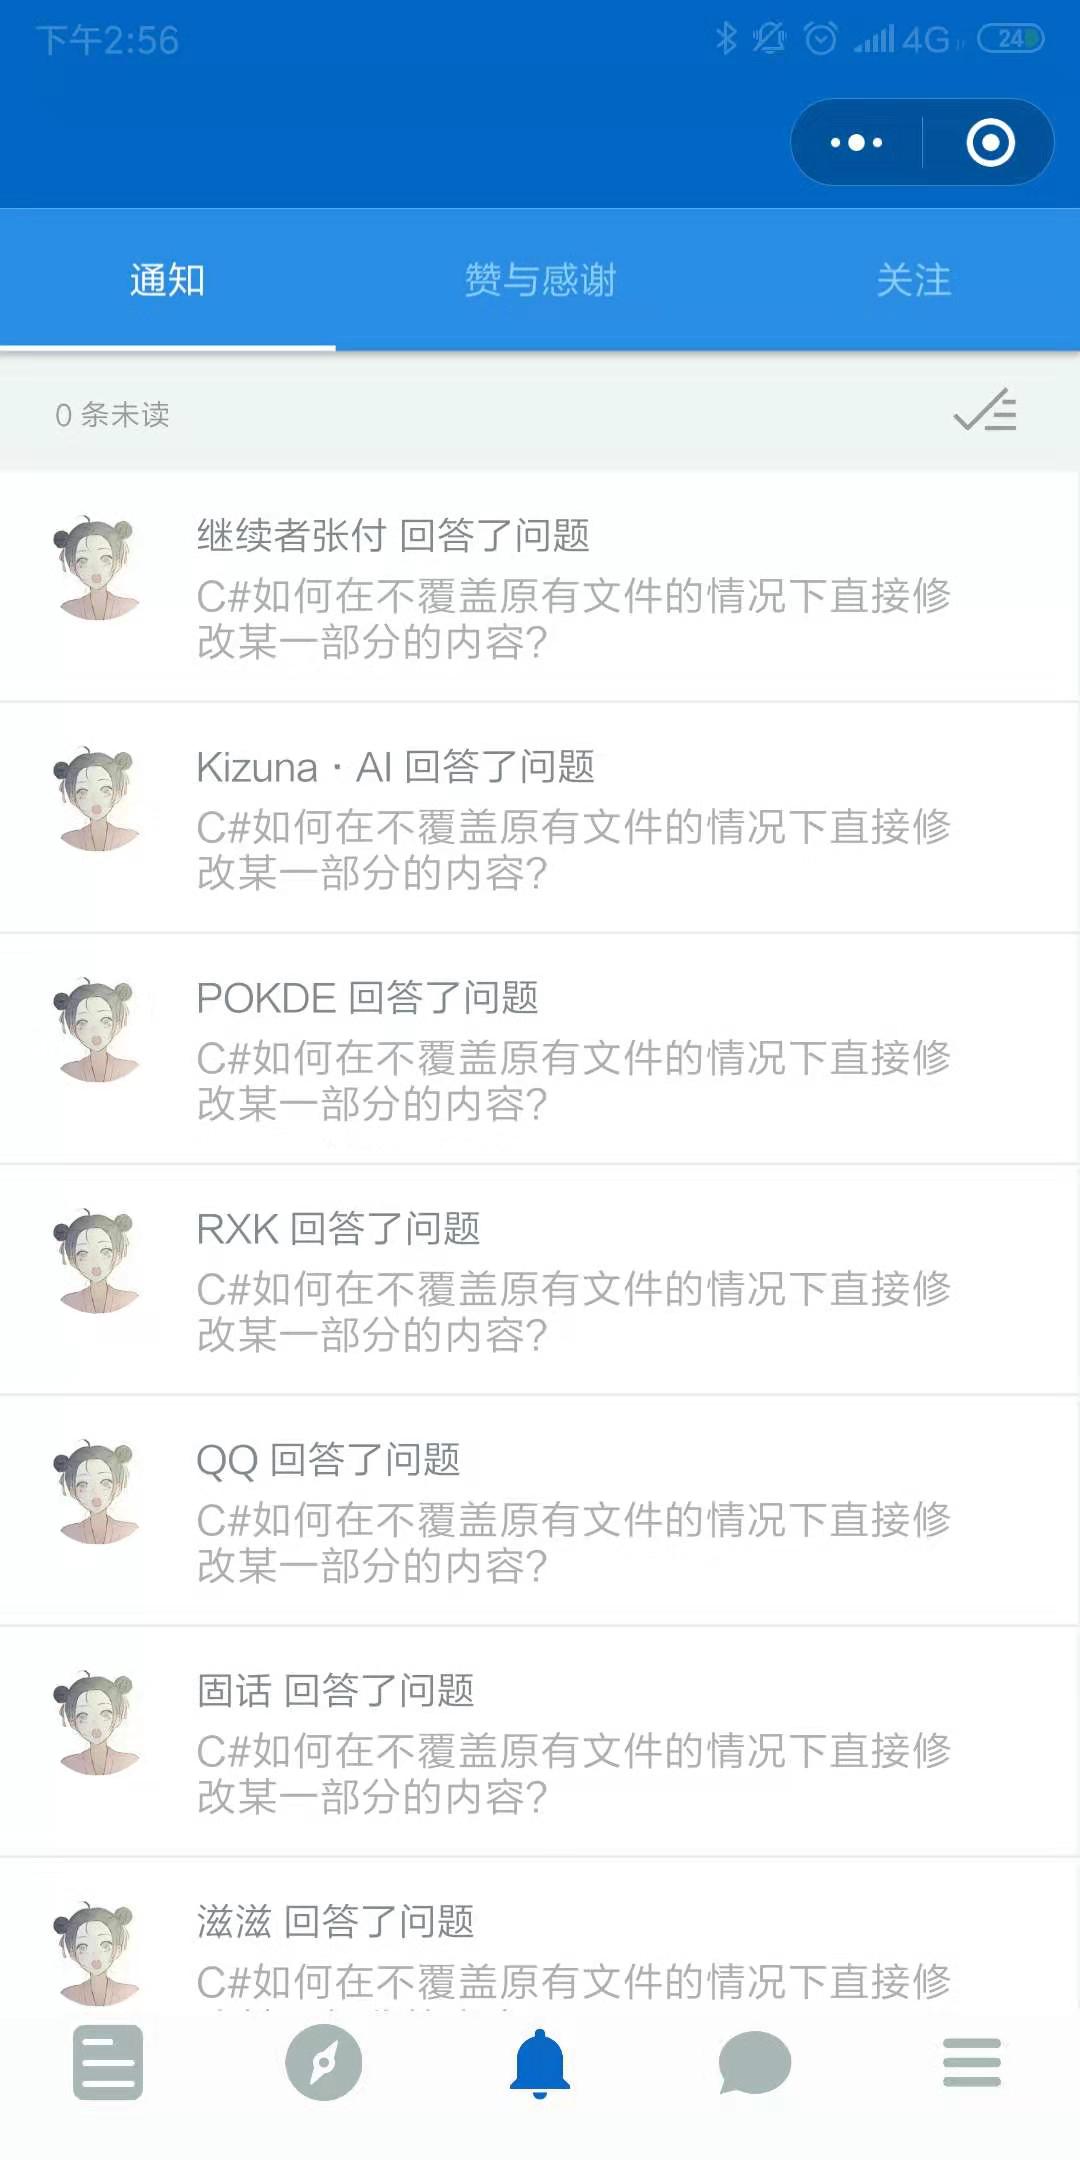 下午2:56
4G
24
通知
赞与感谢
关注
0 条未读
继续者张付 回答了问题
C#如何在不覆盖原有文件的情况下直接修
改某一部分的内容?
Kizuna · AI 回答了问题
C#如何在不覆盖原有文件的情况下直接修
改某一部分的内容?
POKDE 回答了问题
C#如何在不覆盖原有文件的情况下直接修
改某一部分的内容?
RXK 回答了问题
C#如何在不覆盖原有文件的情况下直接修
改某一部分的内容?
QQ 回答了问题
C#如何在不覆盖原有文件的情况下直接修
改某一部分的内容?
固话 回答了问题
C#如何在不覆盖原有文件的情况下直接修
改某一部分的内容?
滋滋 回答了问题
C#如何在不覆盖原有文件的情况下直接修